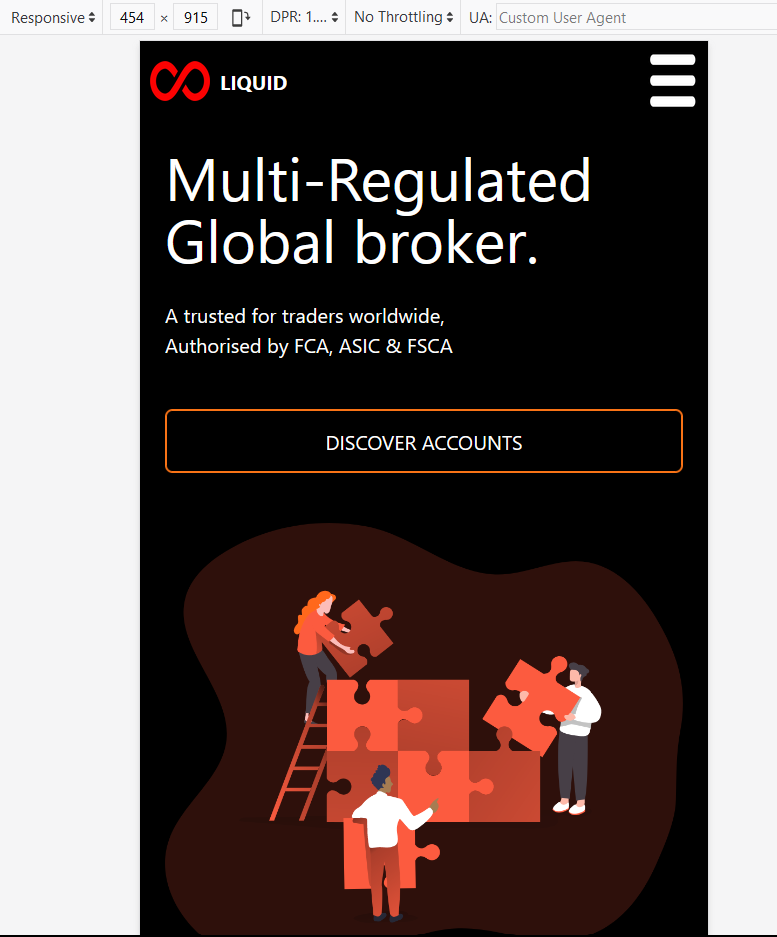 Responsive 454 × 915 DPR: 1.... No Throttling UA: Custom User Agent
LIQUID
Multi-Regulated
Global broker.
A trusted for traders worldwide,
Authorised by FCA, ASIC & FSCA
DISCOVER ACCOUNTS